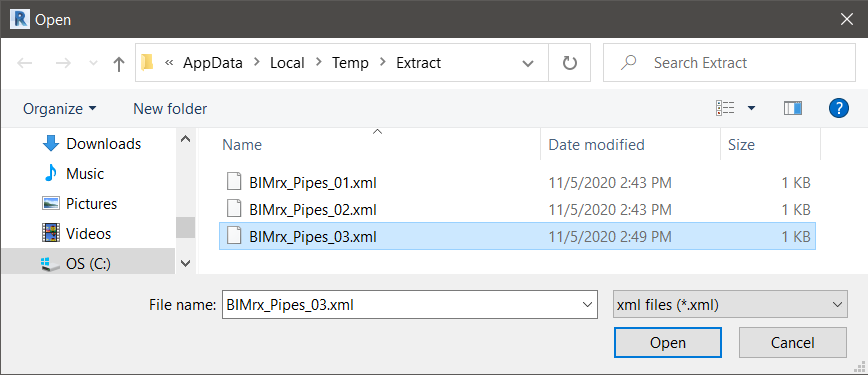 R Open
« AppData > Local > Temp > Extract
Search Extract
Organize
New folder
?
Downloads
Music
Pictures
Videos
OS (C:)
Name Date modified Size
BIMrx_Pipes_01.xml 11/5/2020 2:43 PM 1 KB
BIMrx_Pipes_02.xml 11/5/2020 2:43 PM 1 KB
BIMrx_Pipes_03.xml 11/5/2020 2:49 PM 1 KB
File name: BIMrx_Pipes_03.xml xml files (*.xml)
Open Cancel